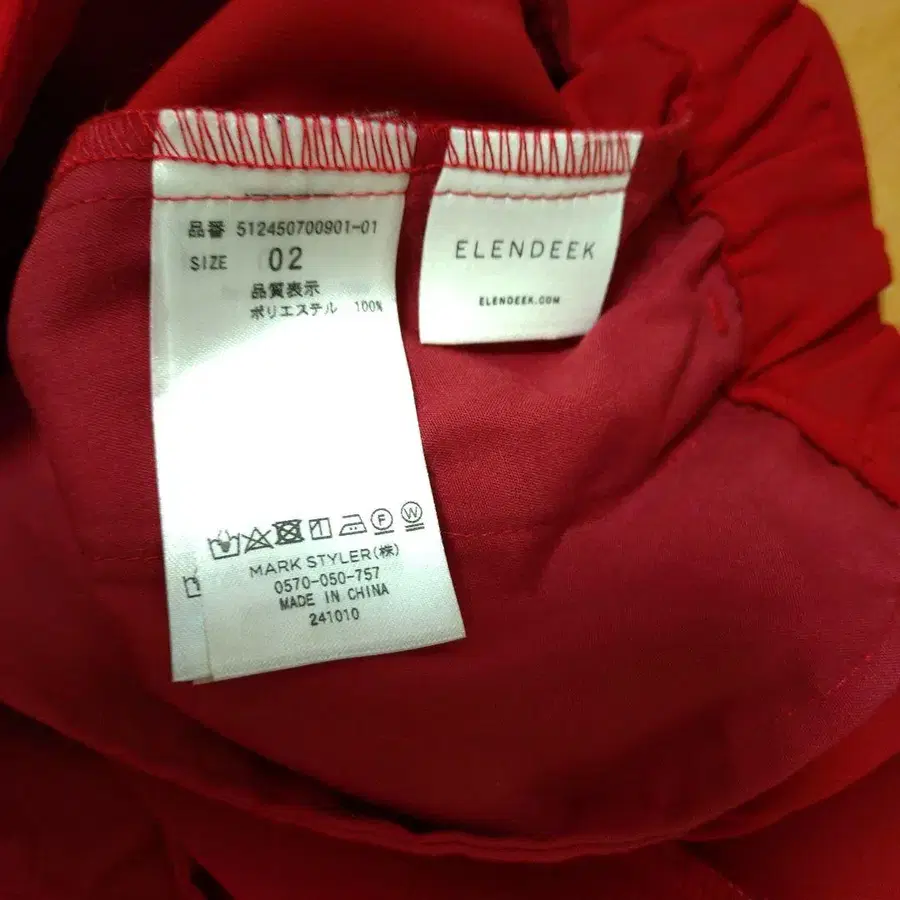 品番 512450700901-01
SIZE 02
品質表示
ポリエステル 100%
F W
MARK STYLER(株)
0570-050-757
MADE IN CHINA
241010
ELENDEEK
ELENDEEK.COM